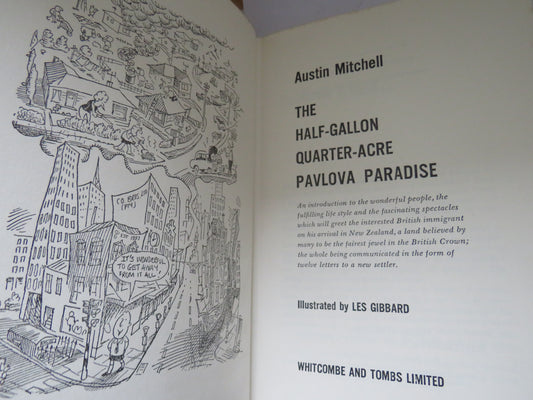 CO. BLDG. LTD
IT'S WONDERFUL
TO GET AWAY
FROM IT ALL
Austin Mitchell
THE
HALF-GALLON
QUARTER-ACRE
PAVLOVA PARADISE
An introduction to the wonderful people, the
fulfilling life style and the fascinating spectacles
which will greet the interested British immigrant
on his arrival in New Zealand, a land believed by
many to be the fairest jewel in the British Crown;
the whole being communicated in the form of
twelve letters to a new settler.
Illustrated by LES GIBBARD
WHITCOMBE AND TOMBS LIMITED